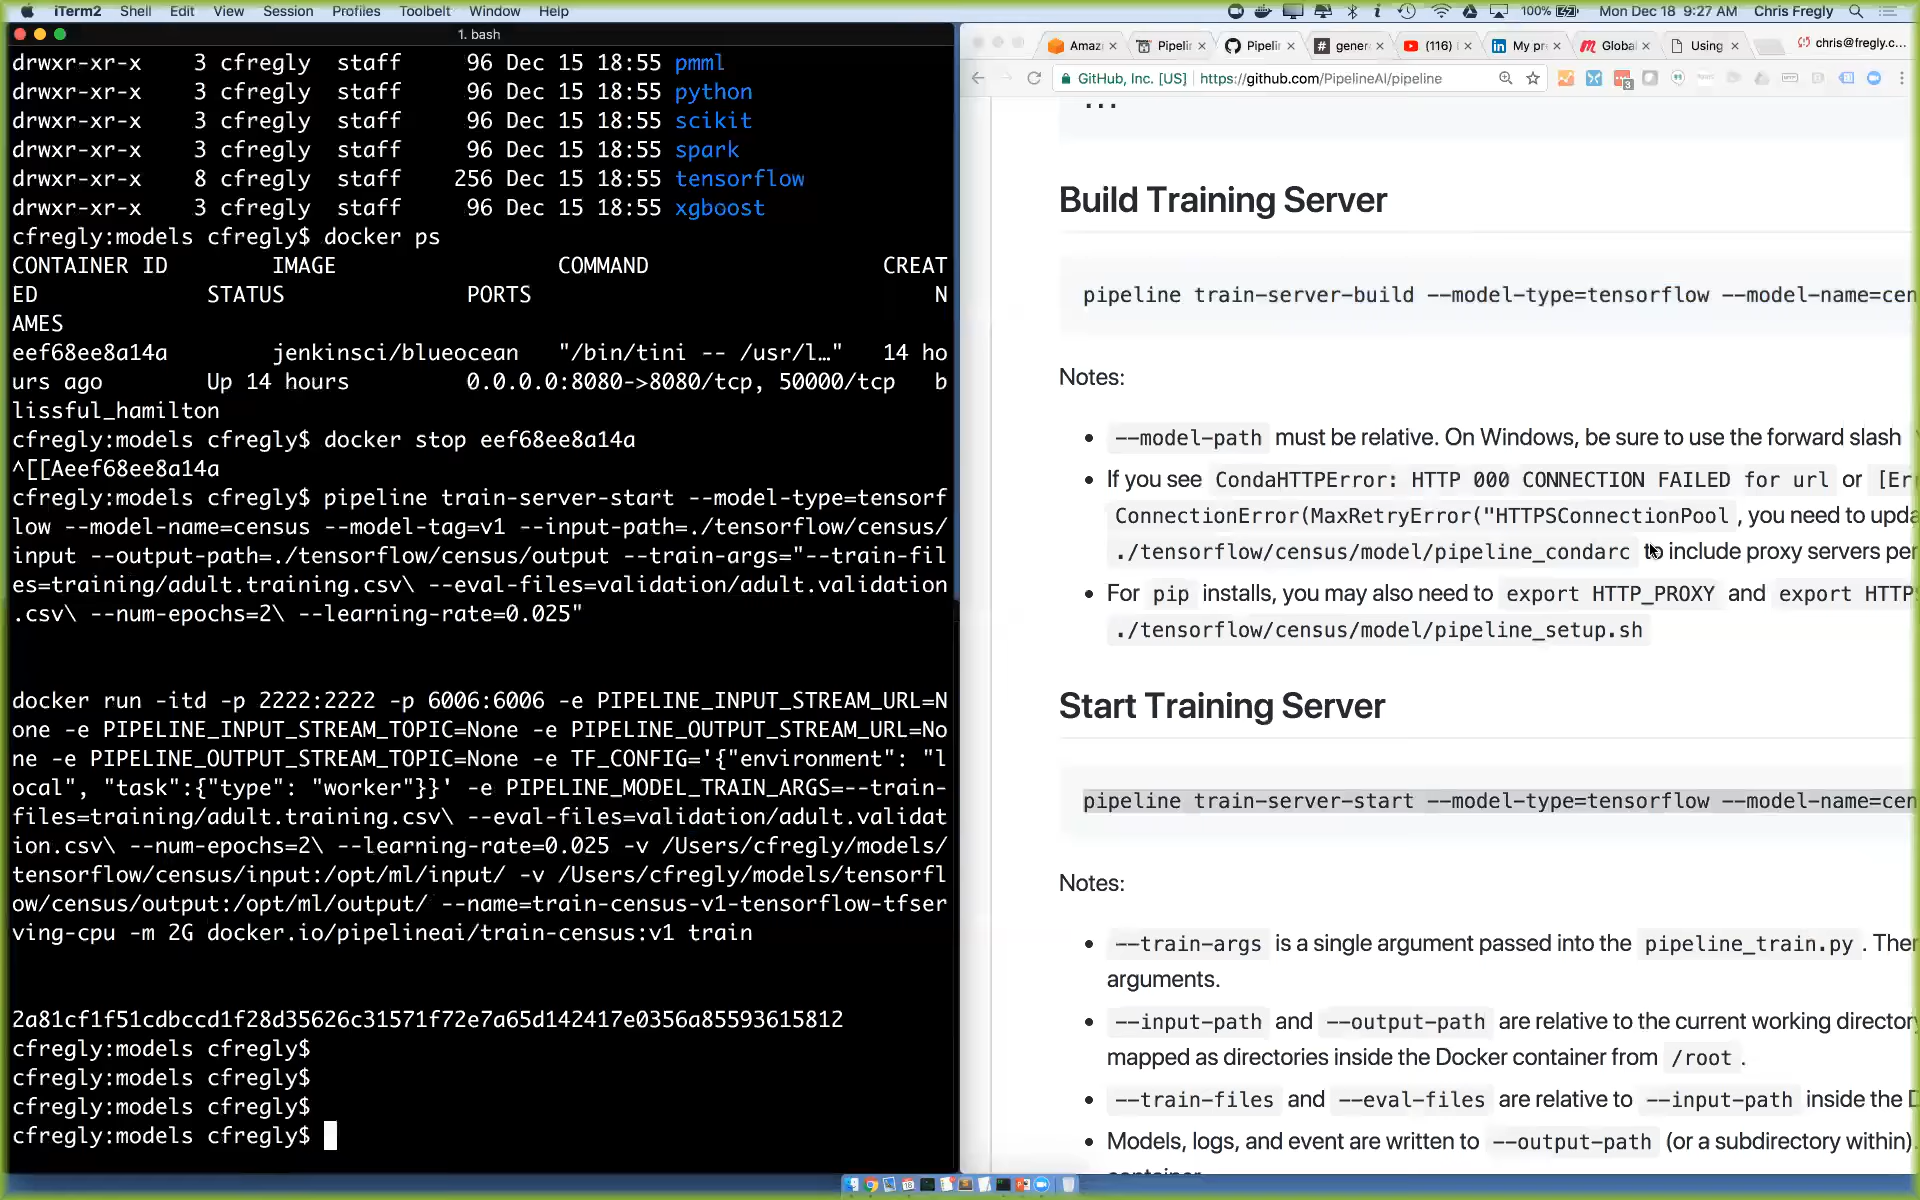 iTerm2 Shell Edit View Session Profiles Toolbelt Window Help 100% Mon Dec 18 9:27 AM Chris Fregly
1. bash
drwxr-xr-x 3 cfregly staff 96 Dec 15 18:55 pmml
drwxr-xr-x 3 cfregly staff 96 Dec 15 18:55 python
drwxr-xr-x 3 cfregly staff 96 Dec 15 18:55 scikit
drwxr-xr-x 3 cfregly staff 96 Dec 15 18:55 spark
drwxr-xr-x 8 cfregly staff 256 Dec 15 18:55 tensorflow
drwxr-xr-x 3 cfregly staff 96 Dec 15 18:55 xgboost
cfregly:models cfregly$ docker ps
CONTAINER ID IMAGE COMMAND CREAT
ED STATUS PORTS N
AMES
eef68ee8a14a jenkinsci/blueocean "/bin/tini -- /usr/l…" 14 ho
urs ago Up 14 hours 0.0.0.0:8080->8080/tcp, 50000/tcp b
lissful_hamilton
cfregly:models cfregly$ docker stop eef68ee8a14a
^[[Aeef68ee8a14a
cfregly:models cfregly$ pipeline train-server-start --model-type=tensorf
low --model-name=census --model-tag=v1 --input-path=./tensorflow/census/
input --output-path=./tensorflow/census/output --train-args="--train-fil
es=training/adult.training.csv\ --eval-files=validation/adult.validation
.csv\ --num-epochs=2\ --learning-rate=0.025"
docker run -itd -p 2222:2222 -p 6006:6006 -e PIPELINE_INPUT_STREAM_URL=N
one -e PIPELINE_INPUT_STREAM_TOPIC=None -e PIPELINE_OUTPUT_STREAM_URL=No
ne -e PIPELINE_OUTPUT_STREAM_TOPIC=None -e TF_CONFIG='{"environment": "l
ocal", "task":{"type": "worker"}}' -e PIPELINE_MODEL_TRAIN_ARGS=--train-
files=training/adult.training.csv\ --eval-files=validation/adult.validat
ion.csv\ --num-epochs=2\ --learning-rate=0.025 -v /Users/cfregly/models/
tensorflow/census/input:/opt/ml/input/ -v /Users/cfregly/models/tensorfl
ow/census/output:/opt/ml/output/ --name=train-census-v1-tensorflow-tfser
ving-cpu -m 2G docker.io/pipelineai/train-census:v1 train
2a81cf1f51cdbccd1f28d35626c31571f72e7a65d142417e0356a85593615812
cfregly:models cfregly$
cfregly:models cfregly$
cfregly:models cfregly$
cfregly:models cfregly$
Amaz Pipelin Pipelin gener (116) My pr Global Using chris@fregly.c...
GitHub, Inc. [US] https://github.com/PipelineAI/pipeline
...
Build Training Server
pipeline train-server-build --model-type=tensorflow --model-name=cen
Notes:
• --model-path must be relative. On Windows, be sure to use the forward slash
• If you see CondaHTTPError: HTTP 000 CONNECTION FAILED for url or [Er
ConnectionError(MaxRetryError("HTTPSConnectionPool , you need to upda
./tensorflow/census/model/pipeline_condarc to include proxy servers per
• For pip installs, you may also need to export HTTP_PROXY and export HTTP
./tensorflow/census/model/pipeline_setup.sh
Start Training Server
pipeline train-server-start --model-type=tensorflow --model-name=cen
Notes:
• --train-args is a single argument passed into the pipeline_train.py . Ther
arguments.
• --input-path and --output-path are relative to the current working director
mapped as directories inside the Docker container from /root .
• --train-files and --eval-files are relative to --input-path inside the D
• Models, logs, and event are written to --output-path (or a subdirectory within).